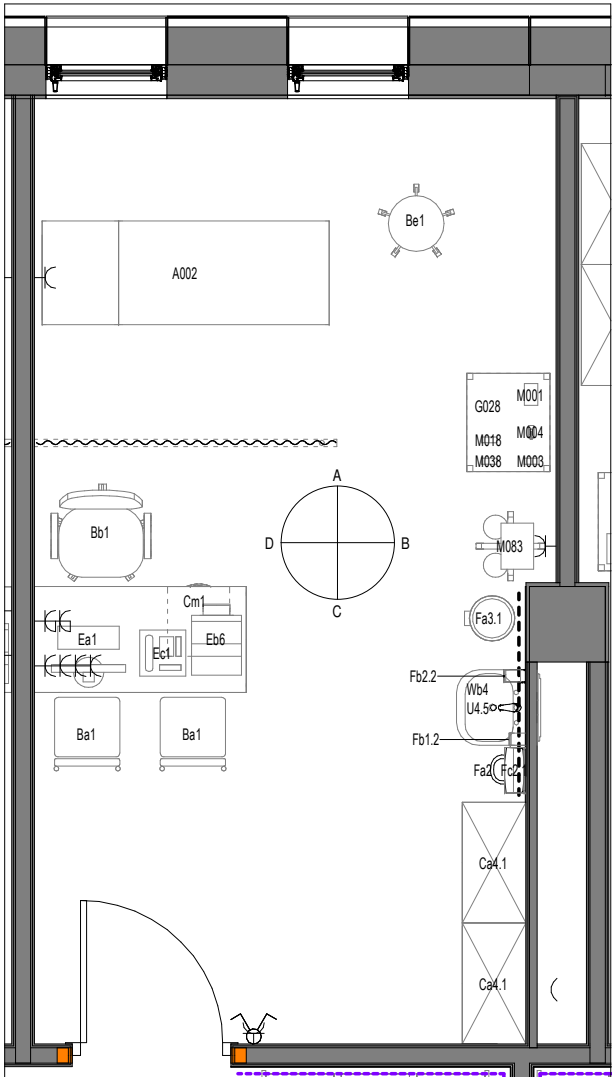 Be1
A002
M001
G028
M004
M018
M038 M003
A
Bb1
D B
M083
C
Cm1
Fa3.1
Ea1 Ec1 Eb6
Fb2.2
Wb4
U4.5
Ba1 Ba1
Fb1.2
Fa2 Fc2.1
Ca4.1
Ca4.1